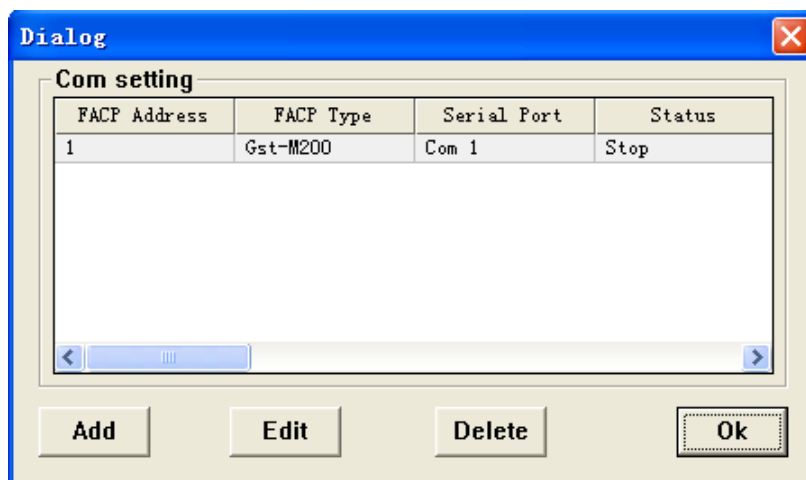 Dialog
Com setting
FACP Address FACP Type Serial Port Status
1 Gst-M200 Com 1 Stop
Add Edit Delete Ok